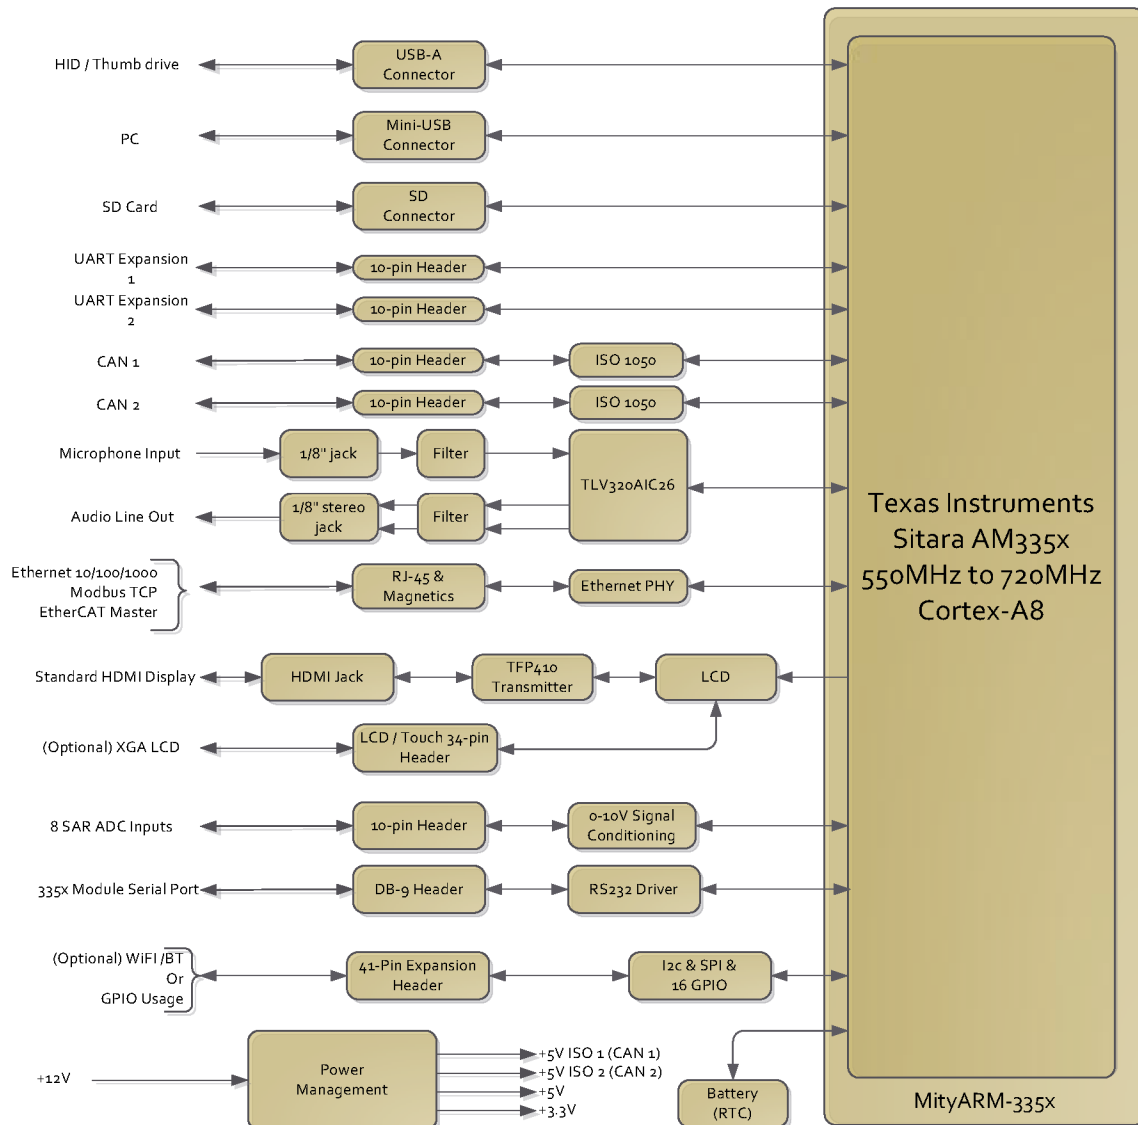 HID / Thumb drive
USB-A
Connector
PC
Mini-USB
Connector
SD Card
SD
Connector
UART Expansion
1
10-pin Header
UART Expansion
2
10-pin Header
CAN 1
10-pin Header
ISO 1050
CAN 2
10-pin Header
ISO 1050
Microphone Input
1/8" jack
Filter
TLV320AIC26
Audio Line Out
1/8" stereo
jack
Filter
Ethernet 10/100/1000
Modbus TCP
EtherCAT Master
RJ-45 &
Magnetics
Ethernet PHY
Standard HDMI Display
HDMI Jack
TFP410
Transmitter
LCD
(Optional) XGA LCD
LCD / Touch 34-pin
Header
8 SAR ADC Inputs
10-pin Header
0-10V Signal
Conditioning
335x Module Serial Port
DB-9 Header
RS232 Driver
(Optional) WiFI /BT
Or
GPIO Usage
41-Pin Expansion
Header
I2c & SPI &
16 GPIO
+12V
Power
Management
+5V ISO 1 (CAN 1)
+5V ISO 2 (CAN 2)
+5V
+3.3V
Battery
(RTC)
Texas Instruments
Sitara AM335x
550MHz to 720MHz
Cortex-A8
MityARM-335x